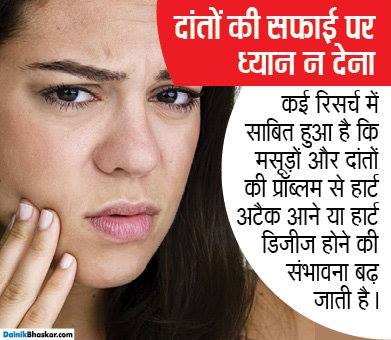 दांतों की सफाई पर
ध्यान न देना
कई रिसर्च में
साबित हुआ है कि
मसूड़ों और दांतों
की प्रॉब्लम से हार्ट
अटैक आने या हार्ट
डिजीज होने की
संभावना बढ़
जाती है।
DainikBhaskar.com